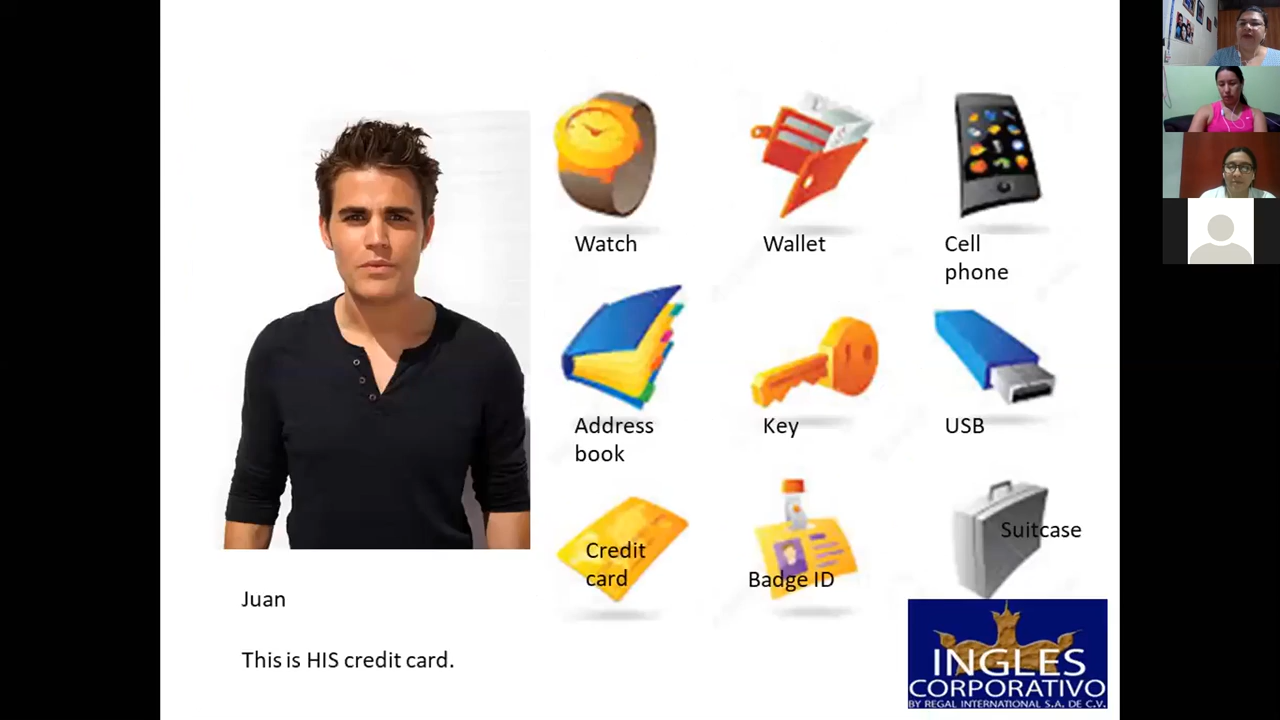 Watch
Wallet
Cell
phone
Address
book
Key
USB
Credit
card
Badge ID
Suitcase
Juan
This is HIS credit card.
INGLES
CORPORATIVO
BY REGAL INTERNATIONAL S.A. DE C.V.